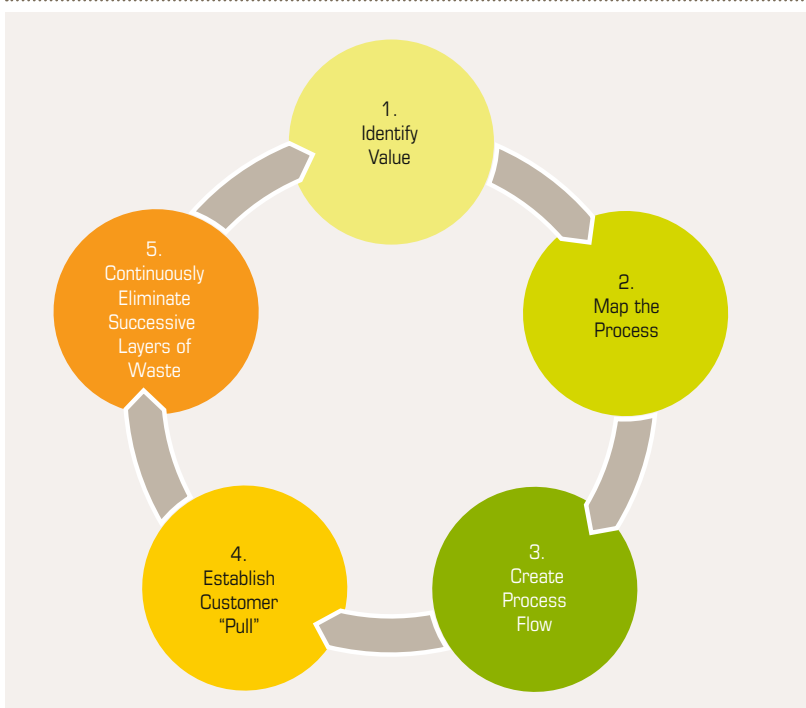 1.
Identify
Value
2.
Map the
Process
3.
Create
Process
Flow
4.
Establish
Customer
“Pull”
5.
Continuously
Eliminate
Successive
Layers of
Waste